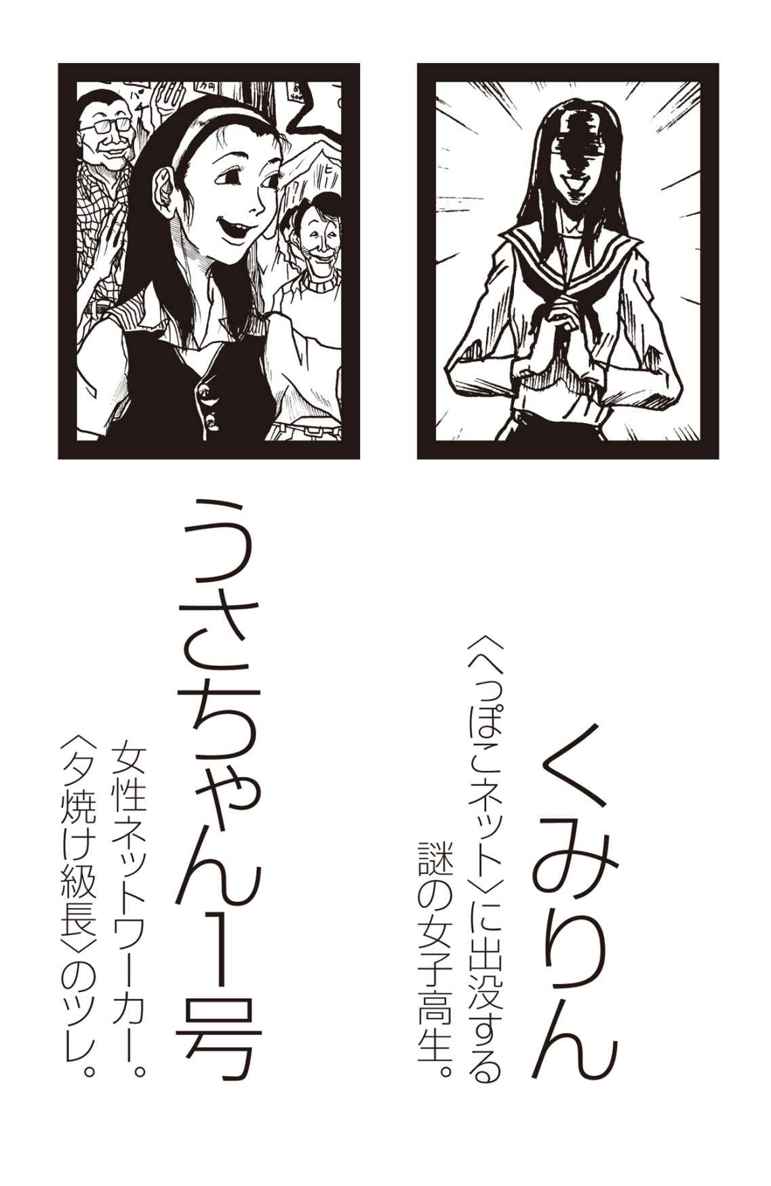 くみりん
〈へっぽこネット〉に出没する
謎の女子高生。
うさちゃん1号
女性ネットワーカー。
〈夕焼け級長〉のツレ。